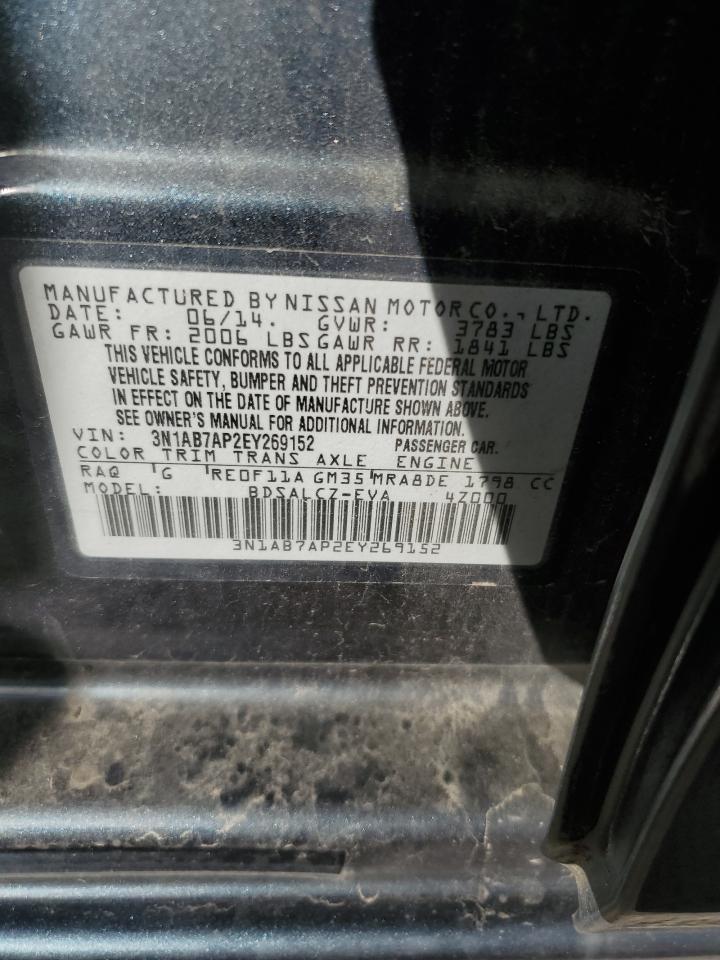 MANUFACTURED BY NISSAN MOTOR CO., LTD.
DATE: 06/14. GVWR: 3783 LBS
GAWR FR: 2006 LBS GAWR RR: 1841 LBS
THIS VEHICLE CONFORMS TO ALL APPLICABLE FEDERAL MOTOR
VEHICLE SAFETY, BUMPER AND THEFT PREVENTION STANDARDS
IN EFFECT ON THE DATE OF MANUFACTURE SHOWN ABOVE.
SEE OWNER'S MANUAL FOR ADDITIONAL INFORMATION.
VIN: 3N1AB7AP2EY269152 PASSENGER CAR.
COLOR TRIM TRANS AXLE ENGINE
RAQ G RE0F11A GM35 MRA8DE 1798 CC
MODEL: BDSALCZ-EVA 4Z000
3N1AB7AP2EY269152